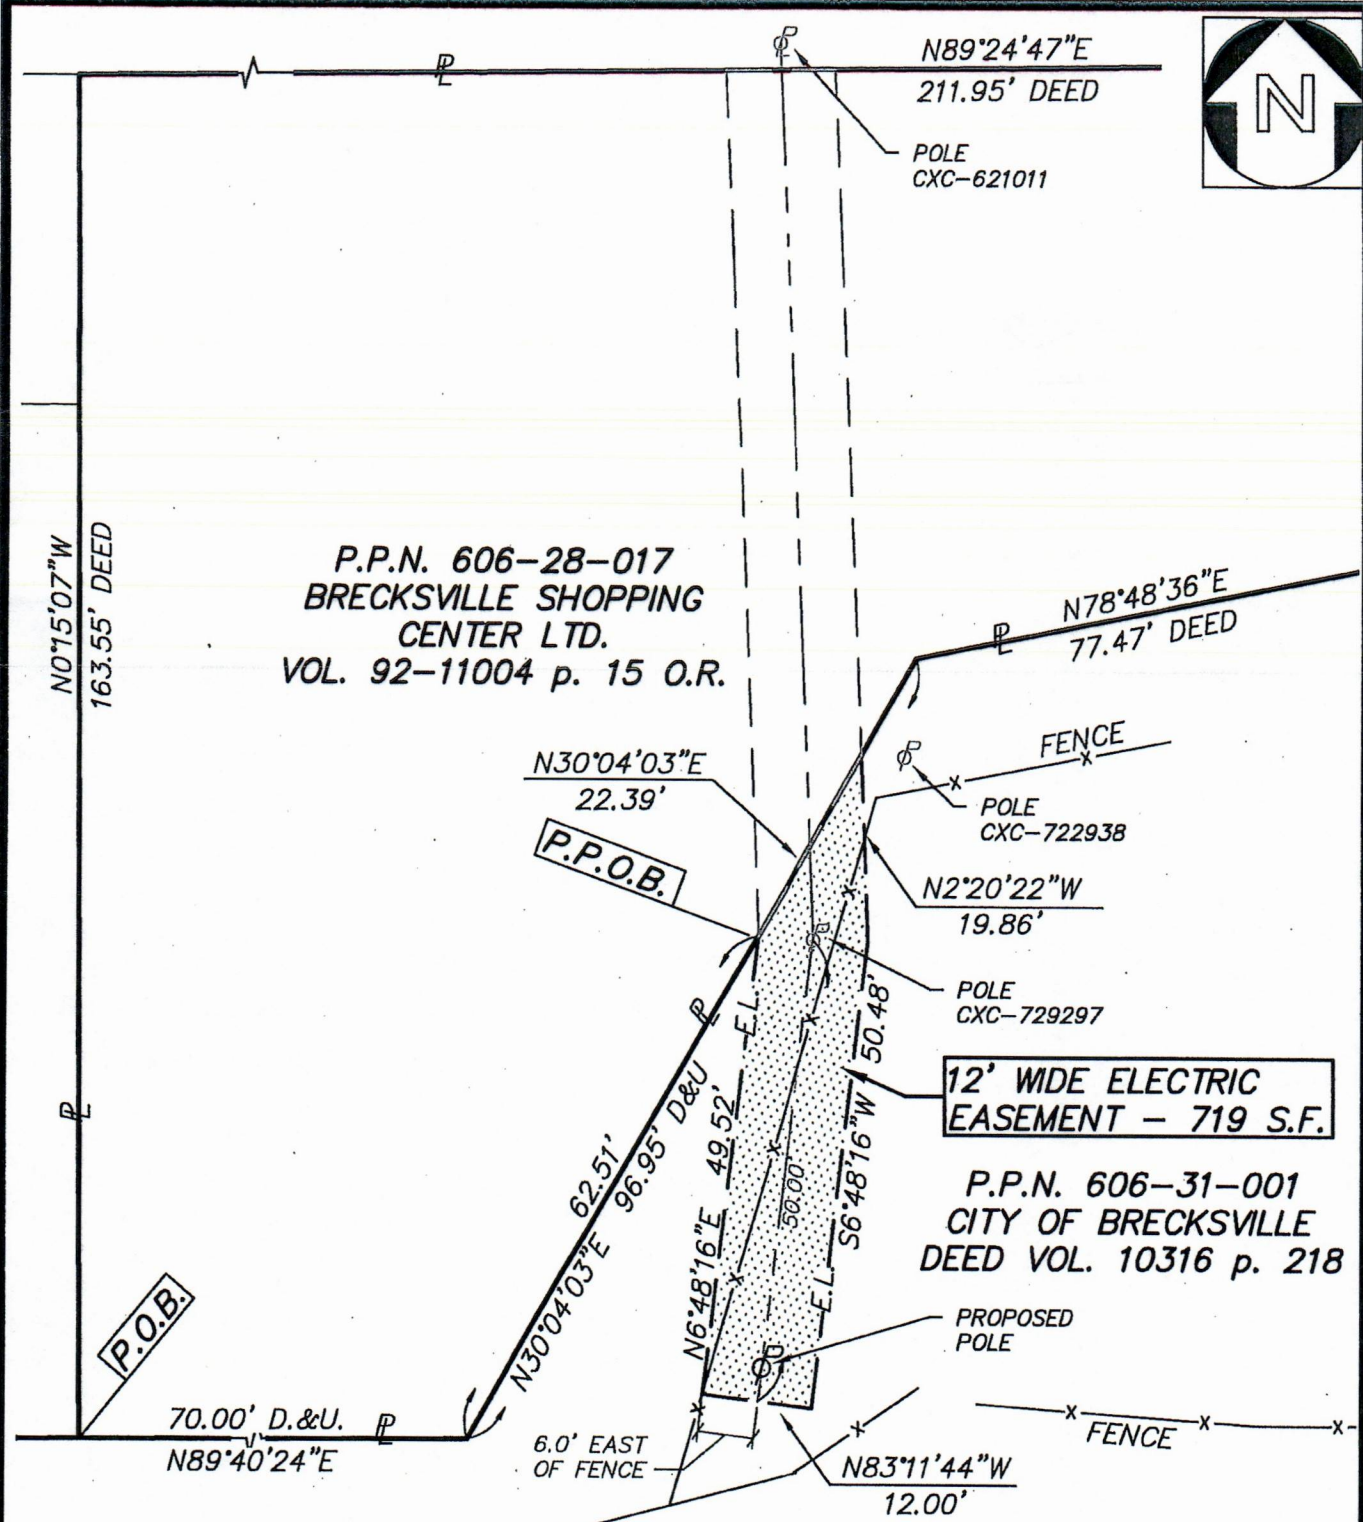 N89°24'47"E
211.95' DEED
N
POLE
CXC-621011
N0°15'07"W
163.55' DEED
P.P.N. 606-28-017
BRECKSVILLE SHOPPING
CENTER LTD.
VOL. 92-11004 p. 15 O.R.
N78°48'36"E
77.47' DEED
FENCE
N30°04'03"E
22.39'
POLE
CXC-722938
P.P.O.B.
N2°20'22"W
19.86'
POLE
CXC-729297
E.L.
12' WIDE ELECTRIC
EASEMENT - 719 S.F.
62.51'
N30°04'03"E 96.95' D&U
N6°48'16"E 49.52'
50.00'
S6°48'16"W 50.48'
E.L.
P.P.N. 606-31-001
CITY OF BRECKSVILLE
DEED VOL. 10316 p. 218
P.O.B.
PROPOSED
POLE
70.00' D.&U.
N89°40'24"E
6.0' EAST
OF FENCE
N83°11'44"W
12.00'
FENCE